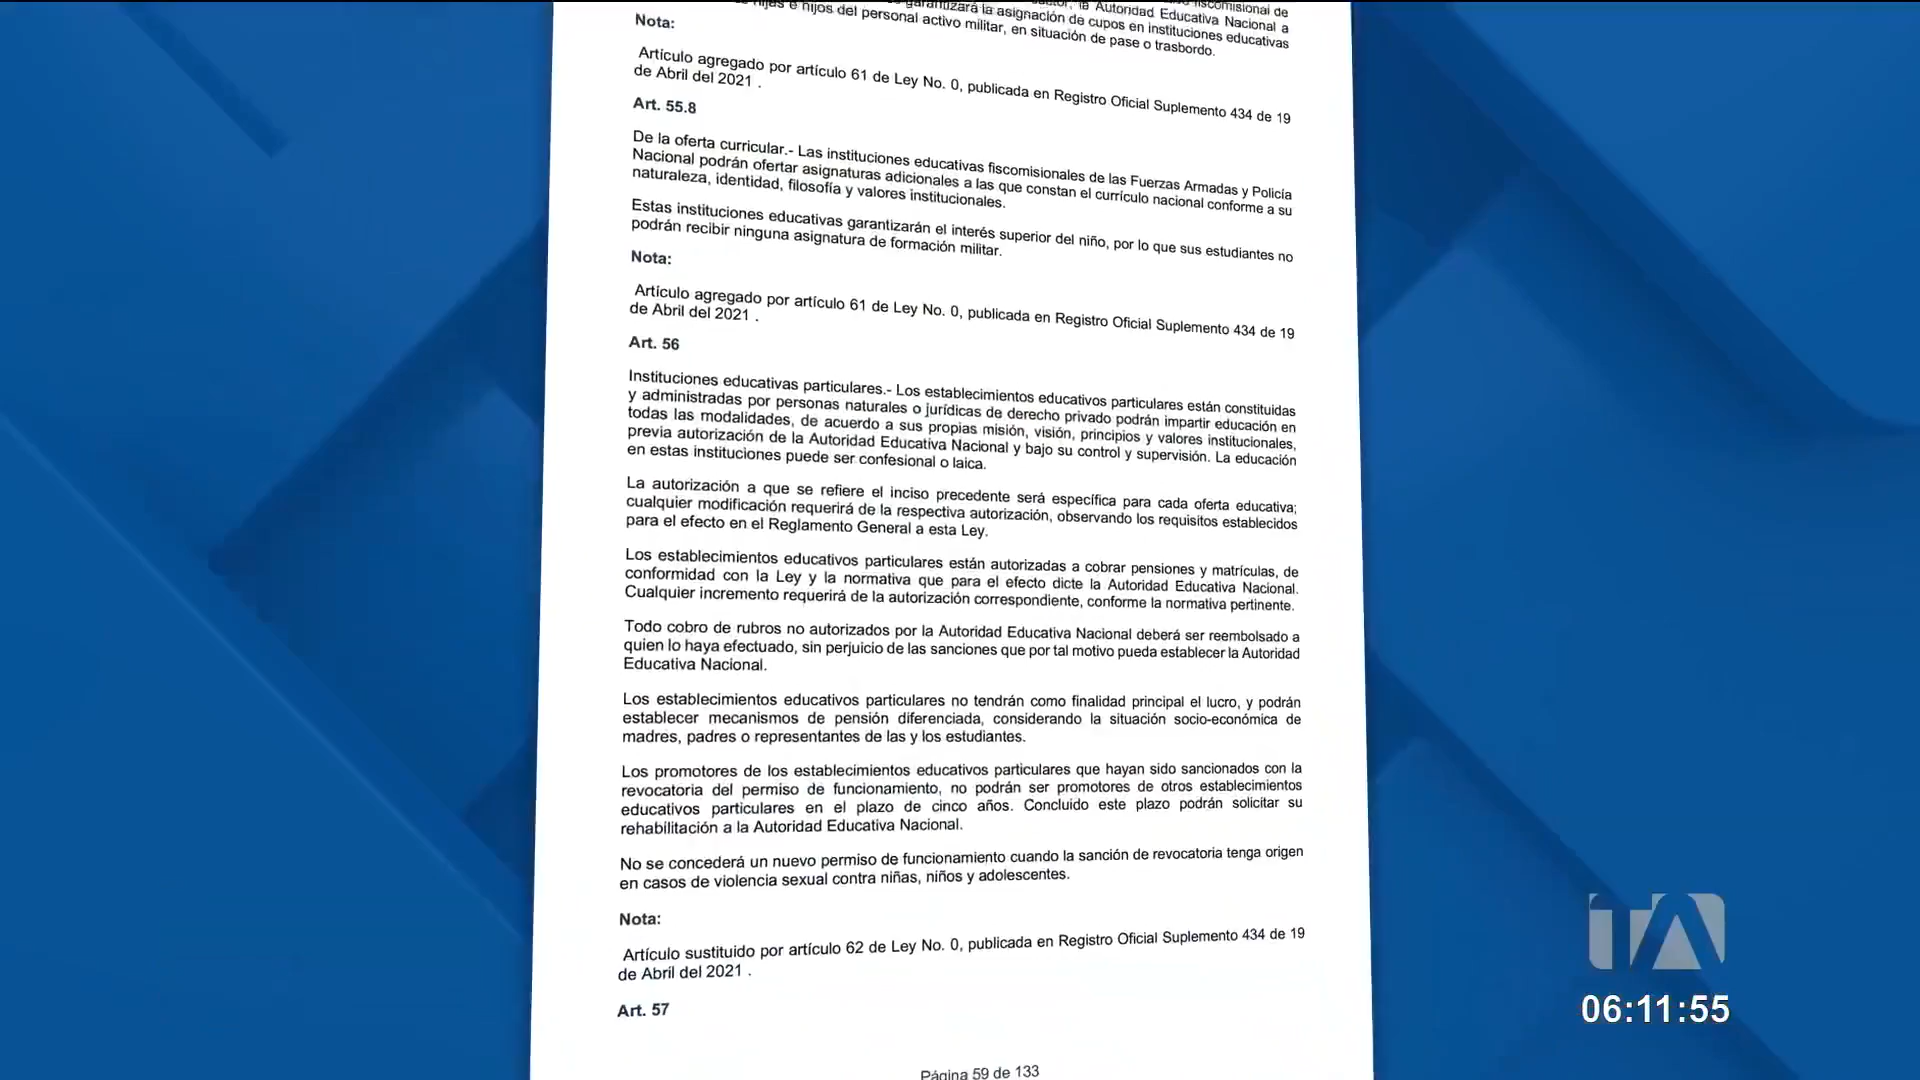 fiscomisional de
la Autoridad Educativa Nacional a
garantizará la asignación de cupos en instituciones educativas
hijas e hijos del personal activo militar, en situación de pase o trasbordo.
Nota:
Artículo agregado por artículo 61 de Ley No. 0, publicada en Registro Oficial Suplemento 434 de 19
de Abril del 2021 .
Art. 55.8
De la oferta curricular.- Las instituciones educativas fiscomisionales de las Fuerzas Armadas y Policía
Nacional podrán ofertar asignaturas adicionales a las que constan el currículo nacional conforme a su
naturaleza, identidad, filosofía y valores institucionales.
Estas instituciones educativas garantizarán el interés superior del niño, por lo que sus estudiantes no
podrán recibir ninguna asignatura de formación militar.
Nota:
Artículo agregado por artículo 61 de Ley No. 0, publicada en Registro Oficial Suplemento 434 de 19
de Abril del 2021 .
Art. 56
Instituciones educativas particulares.- Los establecimientos educativos particulares están constituidas
y administradas por personas naturales o jurídicas de derecho privado podrán impartir educación en
todas las modalidades, de acuerdo a sus propias misión, visión, principios y valores institucionales,
previa autorización de la Autoridad Educativa Nacional y bajo su control y supervisión. La educación
en estas instituciones puede ser confesional o laica.
La autorización a que se refiere el inciso precedente será específica para cada oferta educativa;
cualquier modificación requerirá de la respectiva autorización, observando los requisitos establecidos
para el efecto en el Reglamento General a esta Ley.
Los establecimientos educativos particulares están autorizadas a cobrar pensiones y matrículas, de
conformidad con la Ley y la normativa que para el efecto dicte la Autoridad Educativa Nacional.
Cualquier incremento requerirá de la autorización correspondiente, conforme la normativa pertinente.
Todo cobro de rubros no autorizados por la Autoridad Educativa Nacional deberá ser reembolsado a
quien lo haya efectuado, sin perjuicio de las sanciones que por tal motivo pueda establecer la Autoridad
Educativa Nacional.
Los establecimientos educativos particulares no tendrán como finalidad principal el lucro, y podrán
establecer mecanismos de pensión diferenciada, considerando la situación socio-económica de
madres, padres o representantes de las y los estudiantes.
Los promotores de los establecimientos educativos particulares que hayan sido sancionados con la
revocatoria del permiso de funcionamiento, no podrán ser promotores de otros establecimientos
educativos particulares en el plazo de cinco años. Concluido este plazo podrán solicitar su
rehabilitación a la Autoridad Educativa Nacional.
No se concederá un nuevo permiso de funcionamiento cuando la sanción de revocatoria tenga origen
en casos de violencia sexual contra niñas, niños y adolescentes.
Nota:
Artículo sustituido por artículo 62 de Ley No. 0, publicada en Registro Oficial Suplemento 434 de 19
de Abril del 2021 .
Art. 57
Página 59 de 133
TA
06:11:55